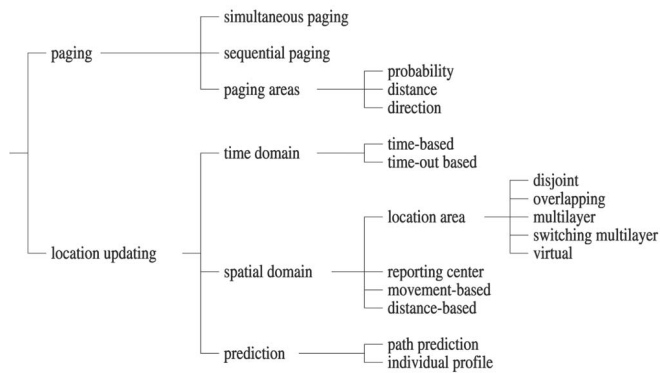 simultaneous paging
paging
sequential paging
paging areas
probability
distance
direction
time domain
time-based
time-out based
location updating
spatial domain
location area
disjoint
overlapping
multilayer
switching multilayer
virtual
reporting center
movement-based
distance-based
prediction
path prediction
individual profile